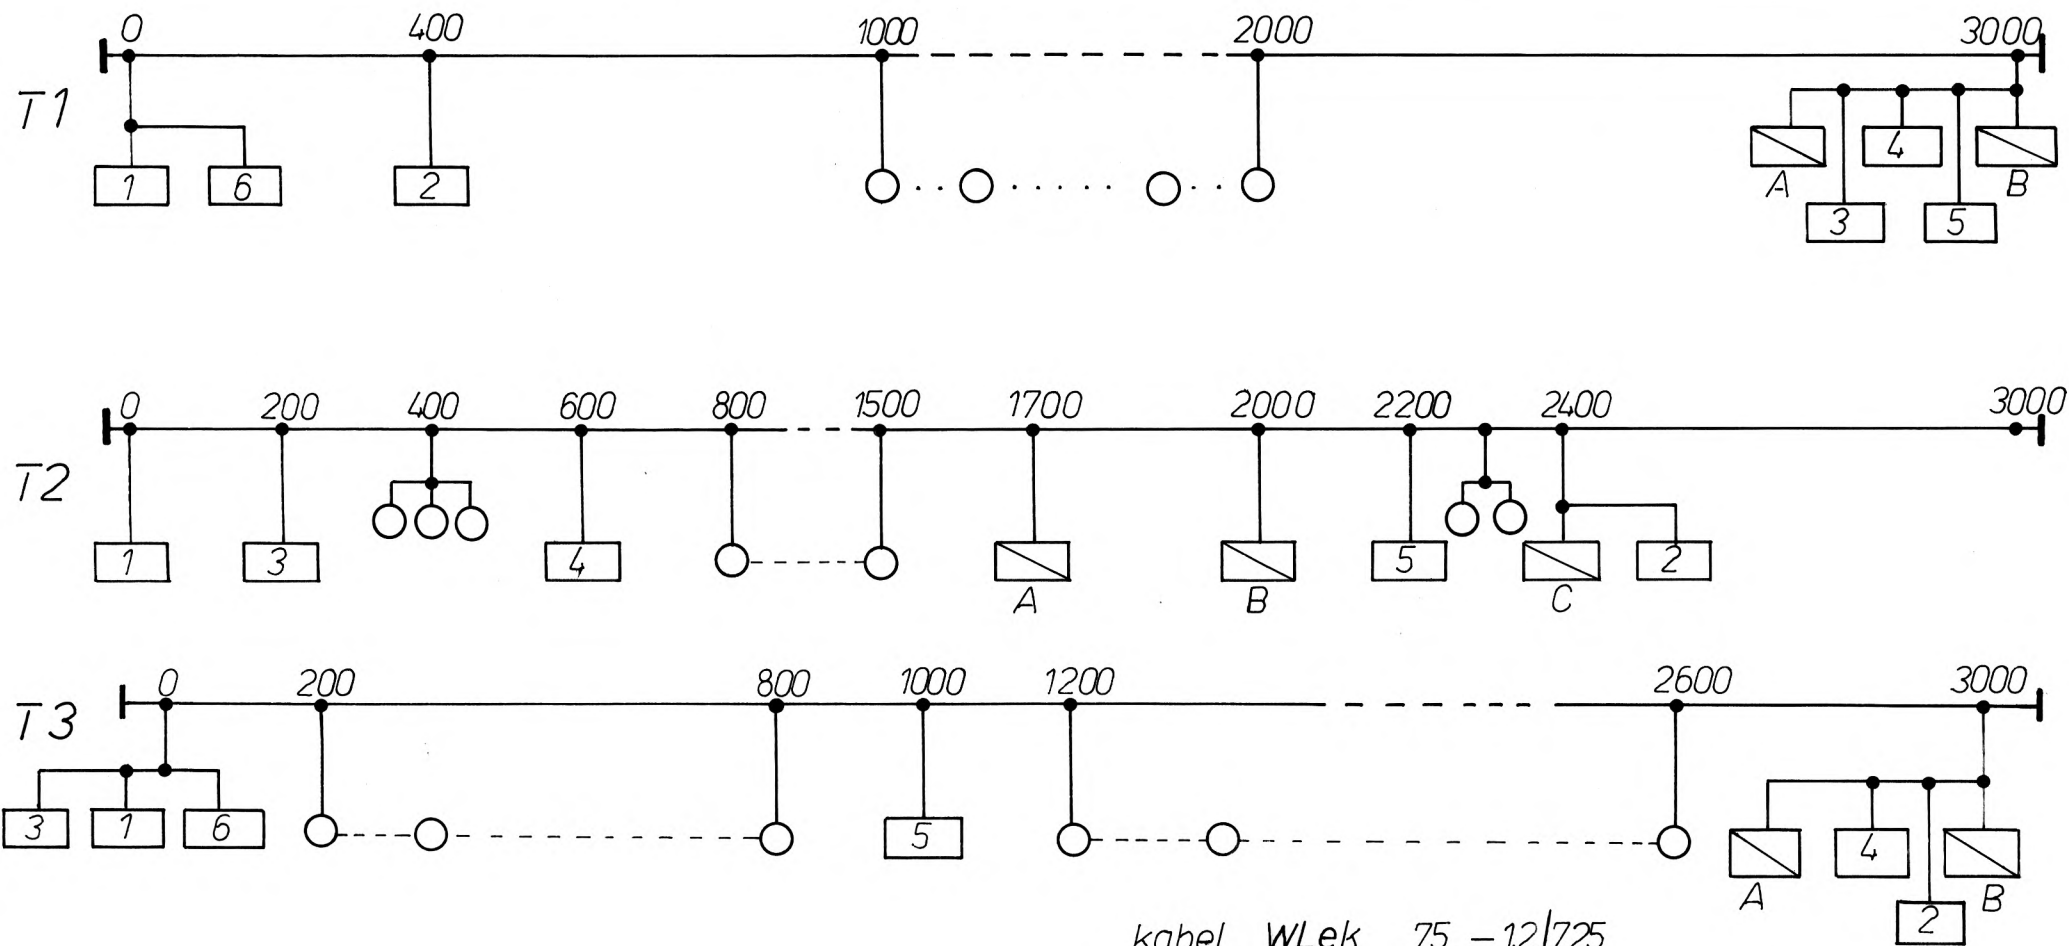 0 400 1000 2000 3000
T1
1 6 2 4
A B
3 5
0 200 400 600 800 1500 1700 2000 2200 2400 3000
T2
1 3 4 5 2
A B C
0 200 800 1000 1200 2600 3000
T3
3 1 6 5 4
A B
2
kabel WLek 75 - 12/725